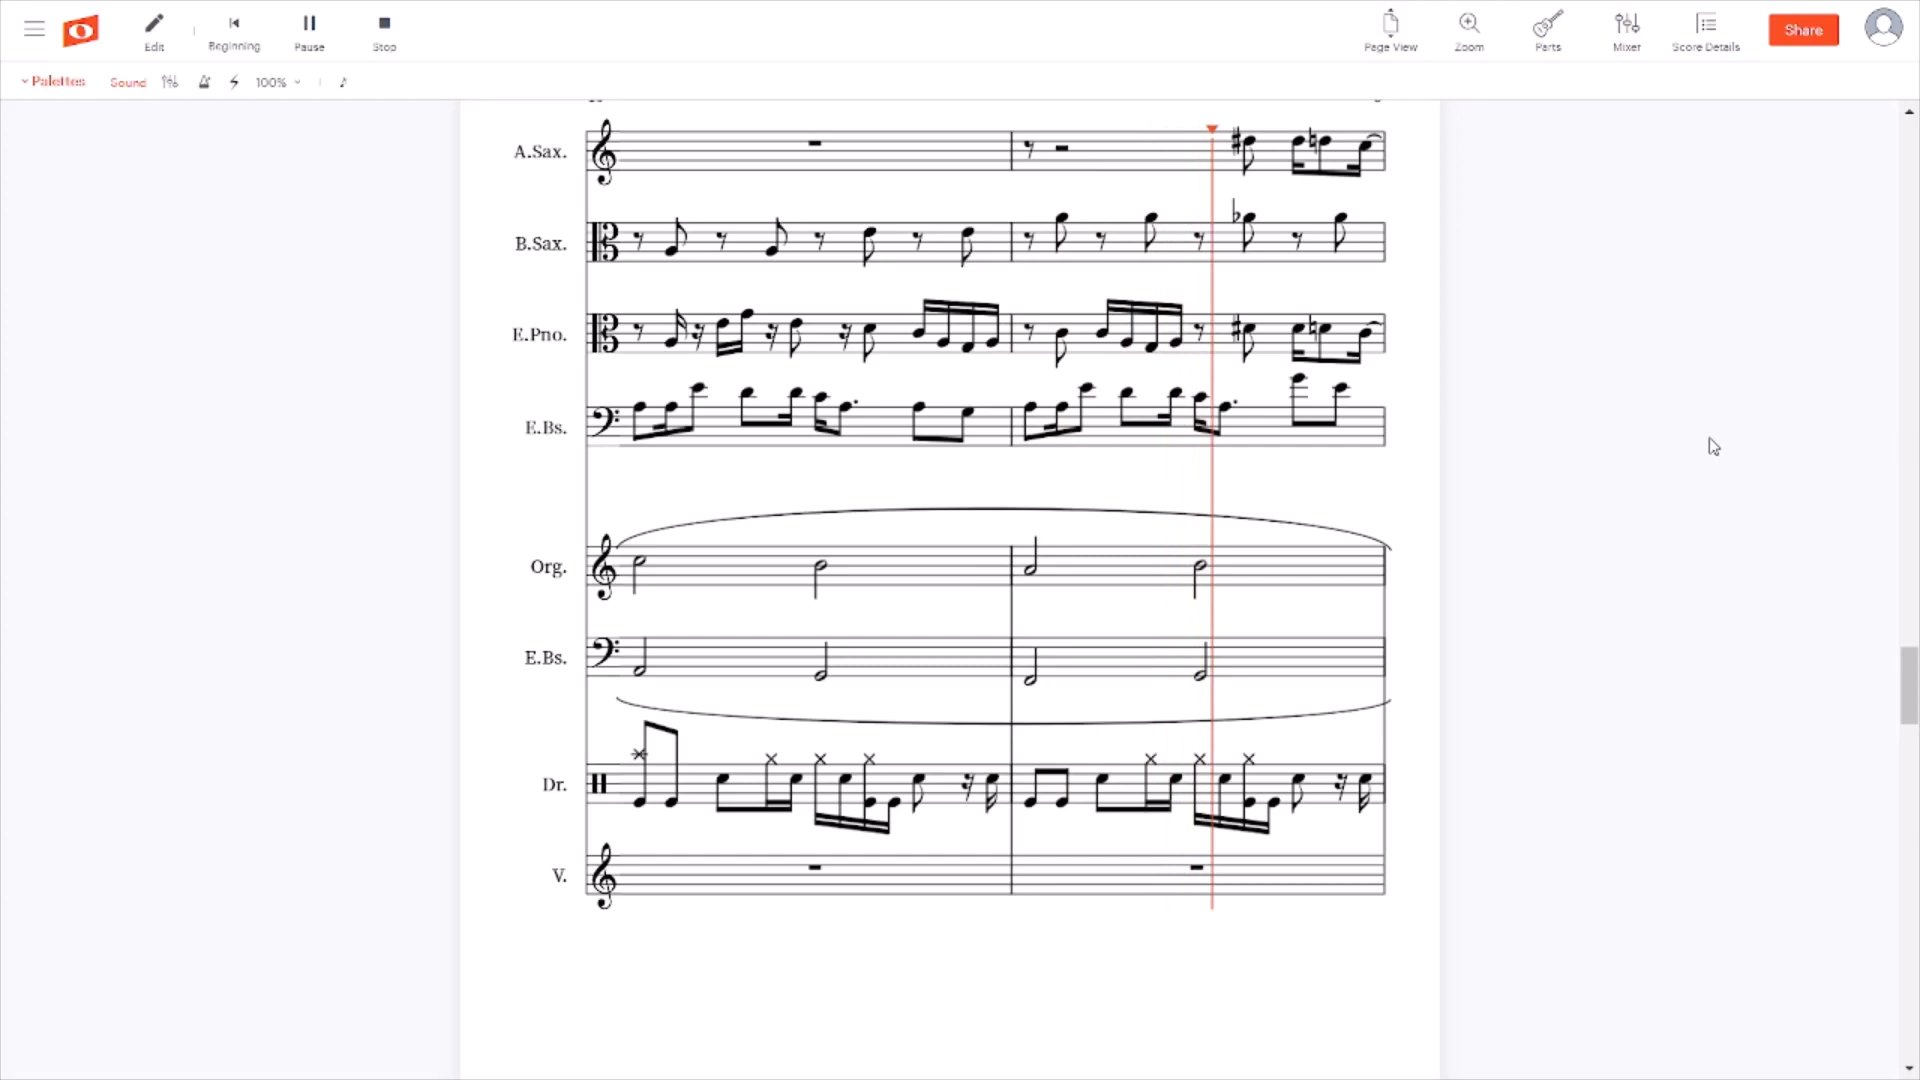 Edit
Beginning
Pause
Stop
Page View
Zoom
Parts
Mixer
Score Details
Share
Palettes
Sound
100%
A.Sax.
B.Sax.
E.Pno.
E.Bs.
Org.
E.Bs.
Dr.
V.